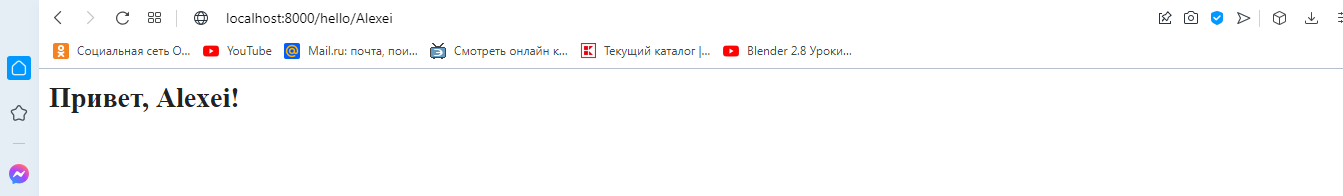 localhost:8000/hello/Alexei
Социальная сеть О... YouTube Mail.ru: почта, пои... Смотреть онлайн к... Текущий каталог |... Blender 2.8 Уроки...
Привет, Alexei!